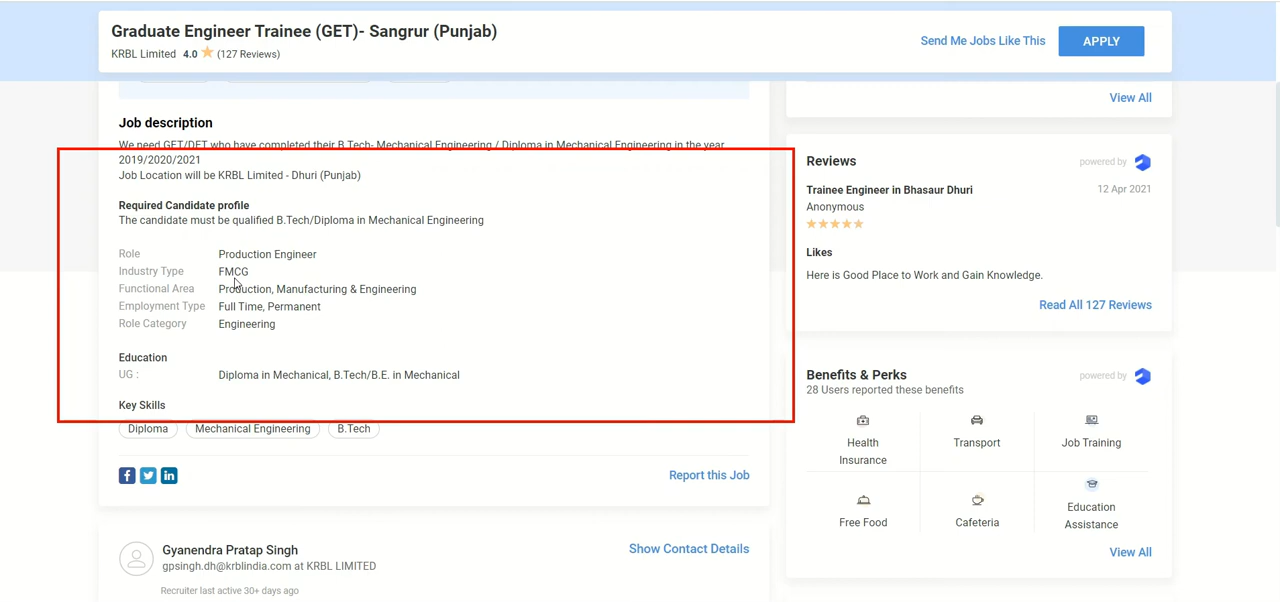 Graduate Engineer Trainee (GET)- Sangrur (Punjab)
KRBL Limited 4.0 (127 Reviews)
Send Me Jobs Like This
APPLY
Job description
We need GET/DET who have completed their B.Tech- Mechanical Engineering / Diploma in Mechanical Engineering in the year
2019/2020/2021
Job Location will be KRBL Limited - Dhuri (Punjab)
Required Candidate profile
The candidate must be qualified B.Tech/Diploma in Mechanical Engineering
Role Production Engineer
Industry Type FMCG
Functional Area Production, Manufacturing & Engineering
Employment Type Full Time, Permanent
Role Category Engineering
Education
UG : Diploma in Mechanical, B.Tech/B.E. in Mechanical
Key Skills
Diploma Mechanical Engineering B.Tech
Report this Job
Gyanendra Pratap Singh
gpsingh.dh@krblindia.com at KRBL LIMITED
Recruiter last active 30+ days ago
Show Contact Details
View All
Reviews
powered by
Trainee Engineer in Bhasaur Dhuri 12 Apr 2021
Anonymous
Likes
Here is Good Place to Work and Gain Knowledge.
Read All 127 Reviews
Benefits & Perks
powered by
28 Users reported these benefits
Health
Insurance
Transport
Job Training
Free Food
Cafeteria
Education
Assistance
View All